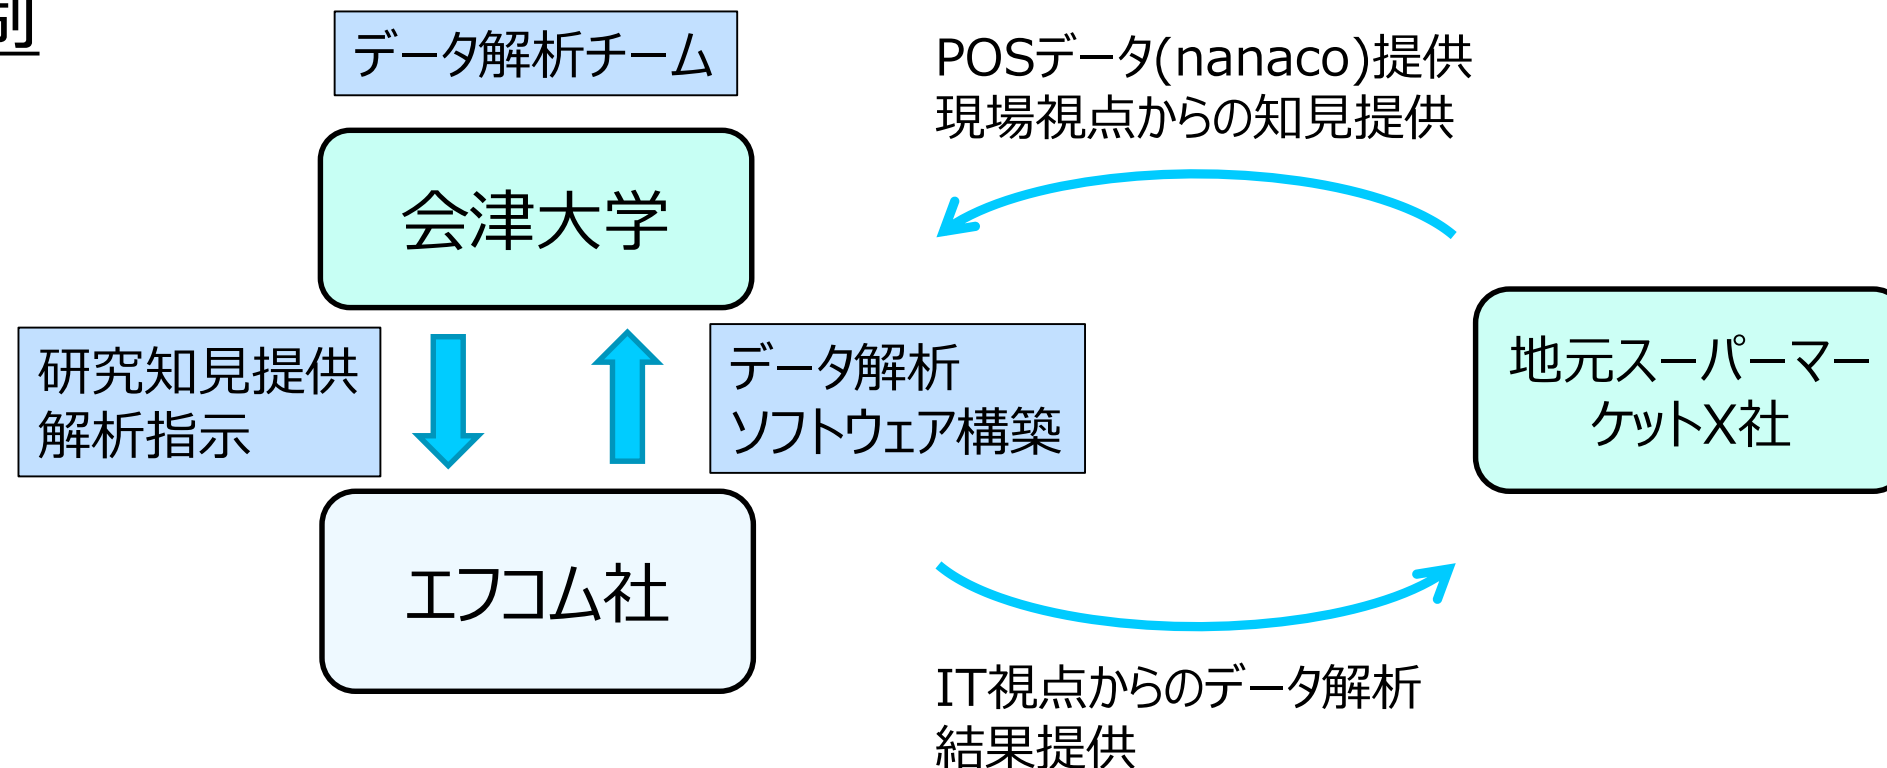 データ解析チーム
POSデータ(nanaco)提供
現場視点からの知見提供
会津大学
研究知見提供
解析指示
データ解析
ソフトウェア構築
地元スーパーマー
ケットX社
エフコム社
IT視点からのデータ解析
結果提供